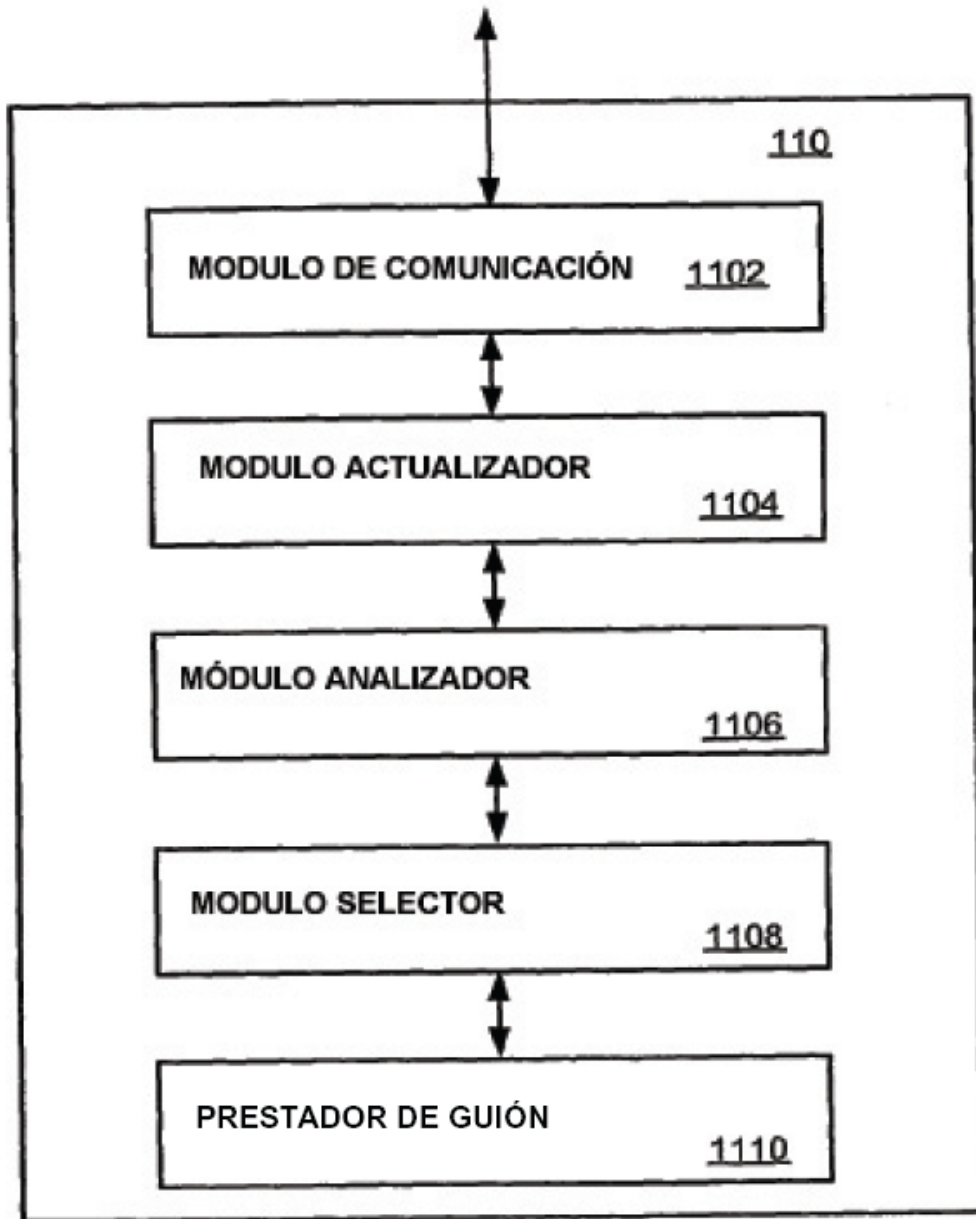 110
MODULO DE COMUNICACIÓN 1102
MODULO ACTUALIZADOR
1104
MÓDULO ANALIZADOR
1106
MODULO SELECTOR
1108
PRESTADOR DE GUIÓN
1110